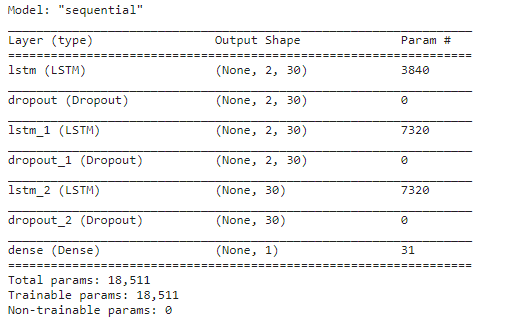 Model: "sequential"
Layer (type) Output Shape Param #
lstm (LSTM) (None, 2, 30) 3840
dropout (Dropout) (None, 2, 30) 0
lstm_1 (LSTM) (None, 2, 30) 7320
dropout_1 (Dropout) (None, 2, 30) 0
lstm_2 (LSTM) (None, 30) 7320
dropout_2 (Dropout) (None, 30) 0
dense (Dense) (None, 1) 31
Total params: 18,511
Trainable params: 18,511
Non-trainable params: 0